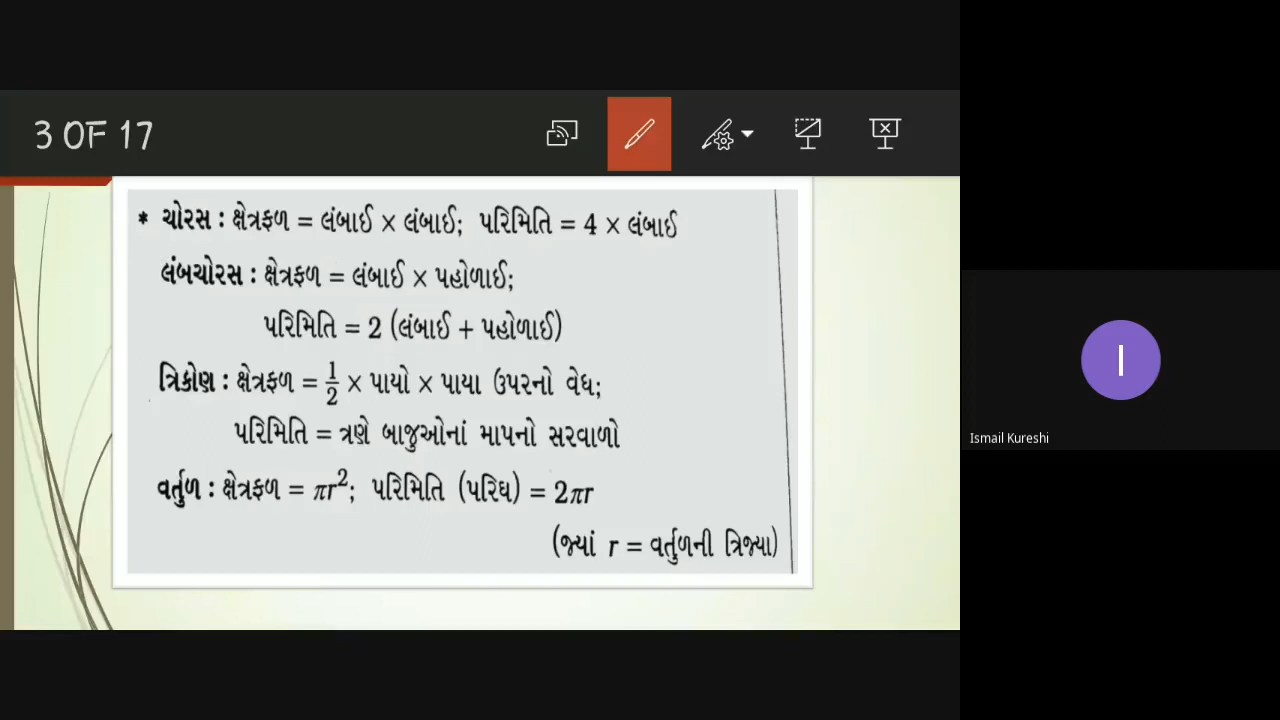 3 OF 17
* ચોરસ : ક્ષેત્રફળ = લંબાઈ × લંબાઈ; પરિમિતિ = 4 × લંબાઈ
લંબચોરસ : ક્ષેત્રફળ = લંબાઈ × પહોળાઈ;
પરિમિતિ = 2 (લંબાઈ + પહોળાઈ)
ત્રિકોણ : ક્ષેત્રફળ = 1/2 × પાયો × પાયા ઉપરનો વેધ;
પરિમિતિ = ત્રણે બાજુઓનાં માપનો સરવાળો
વર્તુળ : ક્ષેત્રફળ = πr²; પરિમિતિ (પરિઘ) = 2πr
(જ્યાં r = વર્તુળની ત્રિજ્યા)
I
Ismail Kureshi